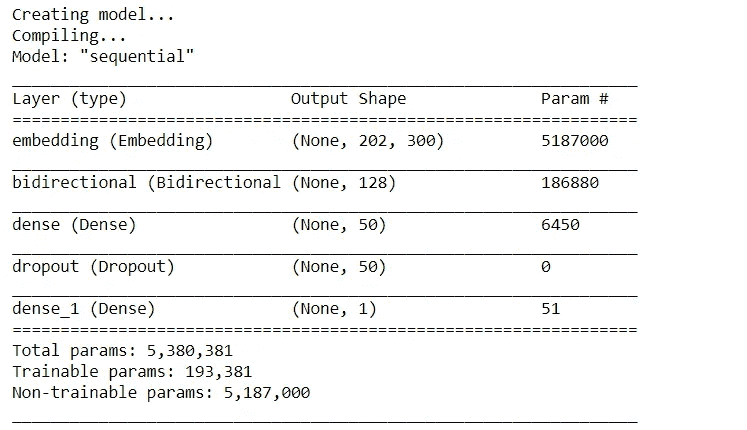 Creating model...
Compiling...
Model: "sequential"
Layer (type) Output Shape Param #
embedding (Embedding) (None, 202, 300) 5187000
bidirectional (Bidirectional (None, 128) 186880
dense (Dense) (None, 50) 6450
dropout (Dropout) (None, 50) 0
dense_1 (Dense) (None, 1) 51
Total params: 5,380,381
Trainable params: 193,381
Non-trainable params: 5,187,000